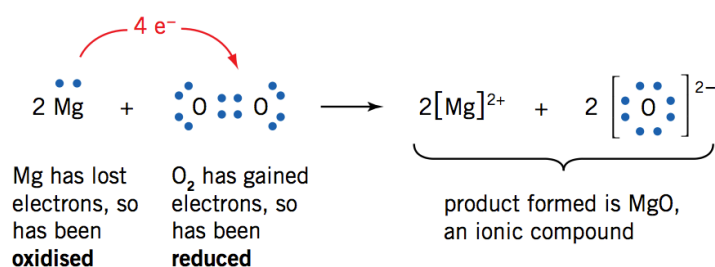 4 e⁻
2 Mg + O O → 2[Mg]²⁺ + 2 [O]²⁻
Mg has lost
electrons, so
has been
oxidised
O₂ has gained
electrons, so
has been
reduced
product formed is MgO,
an ionic compound